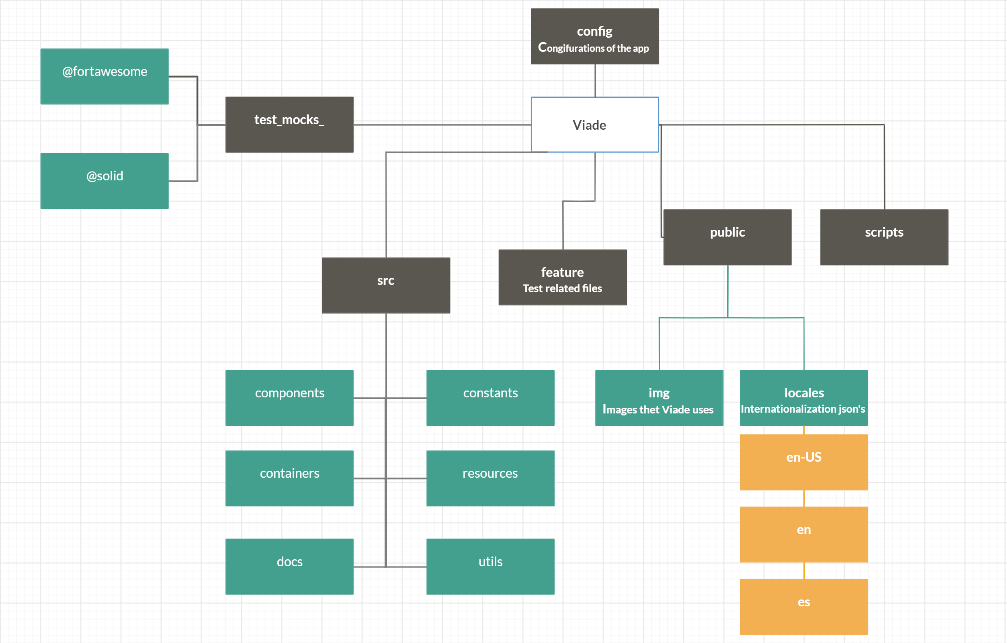 config
Congifurations of the app
@fortawesome
test_mocks_
Viade
@solid
public
scripts
feature
Test related files
src
components
constants
img
Images thet Viade uses
locales
Internationalization json's
containers
resources
en-US
docs
utils
en
es